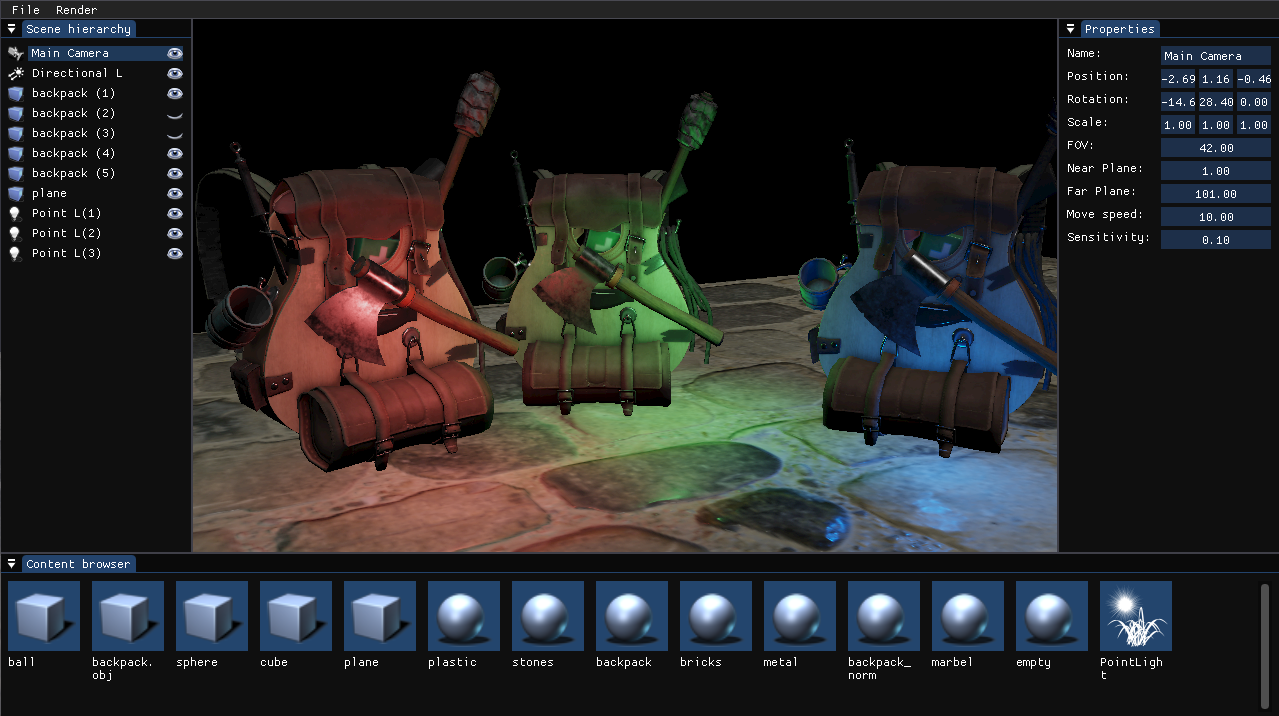 File Render
Scene hierarchy
Main Camera
Directional L
backpack (1)
backpack (2)
backpack (3)
backpack (4)
backpack (5)
plane
Point L(1)
Point L(2)
Point L(3)
Properties
Name: Main Camera
Position: -2.69 1.16 -0.46
Rotation: -14.6 28.40 0.00
Scale: 1.00 1.00 1.00
FOV: 42.00
Near Plane: 1.00
Far Plane: 101.00
Move speed: 10.00
Sensitivity: 0.10
Content browser
ball
backpack.
obj
sphere
cube
plane
plastic
stones
backpack
bricks
metal
backpack_
norm
marbel
empty
PointLigh
t